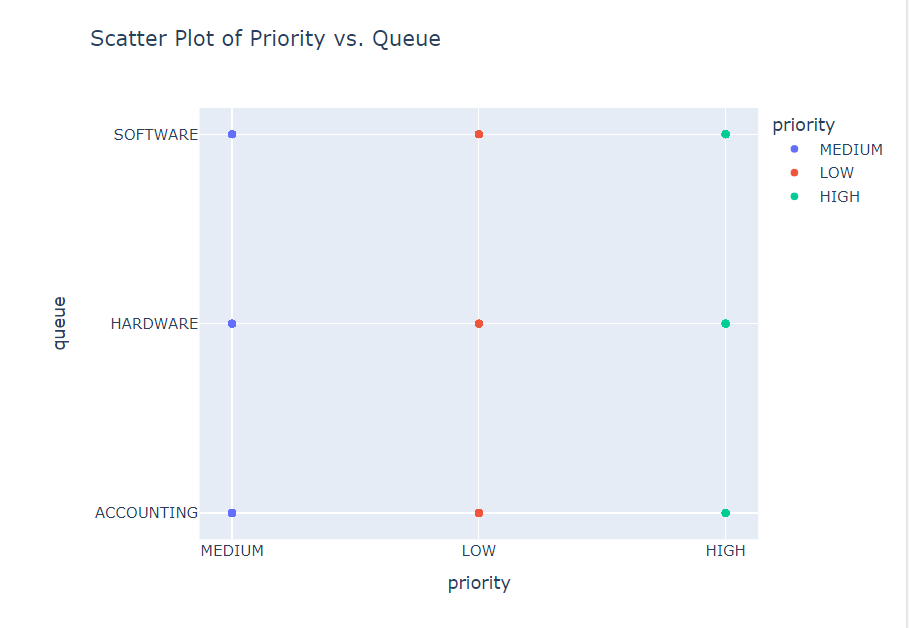 Scatter Plot of Priority vs. Queue
SOFTWARE
HARDWARE
ACCOUNTING
queue
MEDIUM
LOW
HIGH
priority
priority
MEDIUM
LOW
HIGH